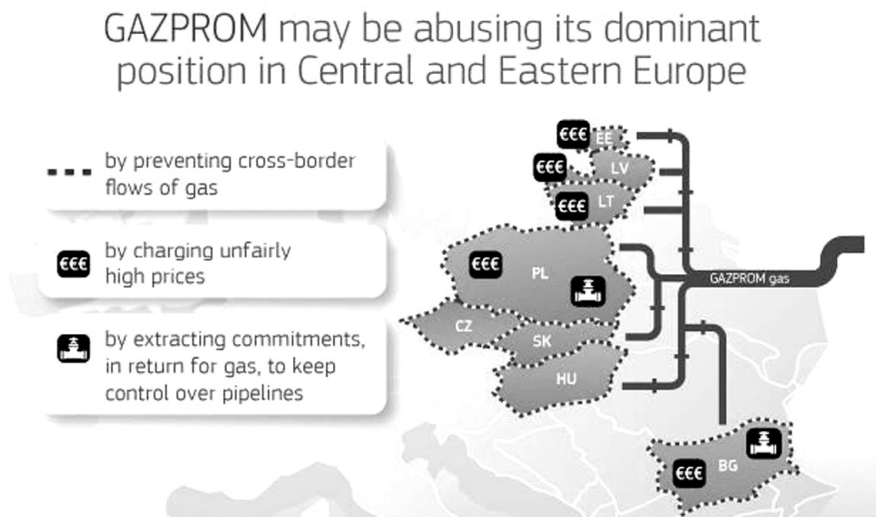 GAZPROM may be abusing its dominant
position in Central and Eastern Europe
by preventing cross-border
flows of gas
€€€ by charging unfairly
high prices
by extracting commitments,
in return for gas, to keep
control over pipelines
€€€ EE
€€€ LV
€€€ LT
€€€ PL
CZ
SK
HU
GAZPROM gas
€€€ BG